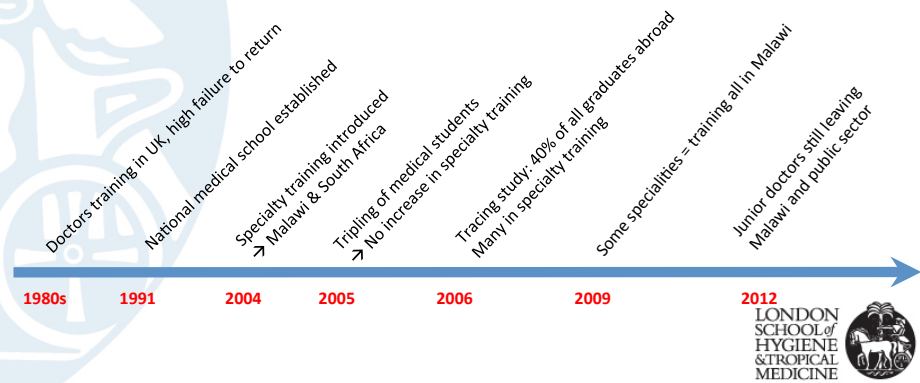 Doctors training in UK, high failure to return
National medical school established
Specialty training introduced
→ Malawi & South Africa
Tripling of medical students
→ No increase in specialty training
Tracing study: 40% of all graduates abroad
Many in specialty training
Some specialities = training all in Malawi
Junior doctors still leaving
Malawi and public sector
1980s
1991
2004
2005
2006
2009
2012
LONDON
SCHOOL of
HYGIENE
& TROPICAL
MEDICINE